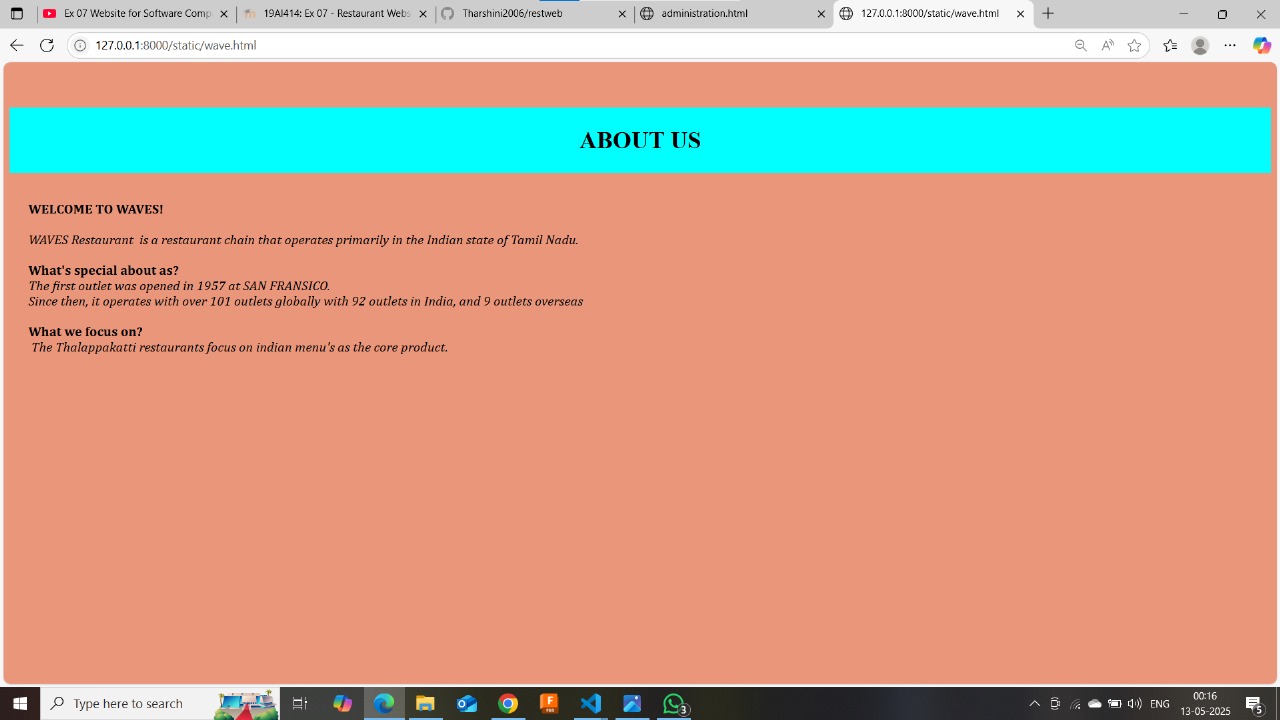 Ex 07 - Website for Software Comp
19AI414: Ex 07 - Restaurant Webs
Tharshini2006/restweb
administration.html
127.0.0.1:8000/static/wave.html
127.0.0.1:8000/static/wave.html
ABOUT US
WELCOME TO WAVES!
WAVES Restaurant is a restaurant chain that operates primarily in the Indian state of Tamil Nadu.
What's special about as?
The first outlet was opened in 1957 at SAN FRANSICO.
Since then, it operates with over 101 outlets globally with 92 outlets in India, and 9 outlets overseas
What we focus on?
The Thalappakatti restaurants focus on indian menu's as the core product.
Type here to search
3
ENG
00:16
13-05-2025
5